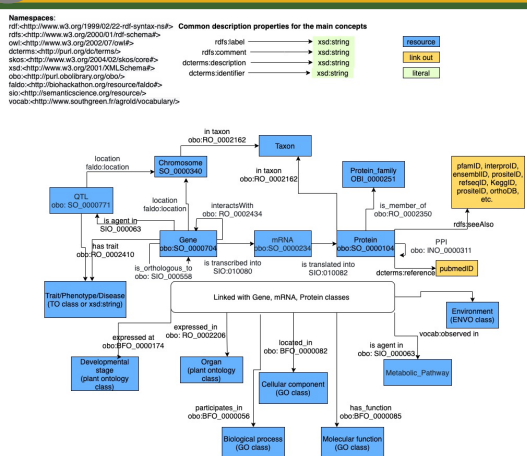 Namespaces:
rdf:<http://www.w3.org/1999/02/22-rdf-syntax-ns#>
rdfs:<http://www.w3.org/2000/01/rdf-schema#>
owl:<http://www.w3.org/2002/07/owl#>
dcterms:<http://purl.org/dc/terms/>
skos:<http://www.w3.org/2004/02/skos/core#>
xsd:<http://www.w3.org/2001/XMLSchema#>
obo:<http://purl.obolibrary.org/obo/>
faldo:<http://biohackathon.org/resource/faldo#>
sio:<http://semanticscience.org/resource/>
vocab:<http://www.southgreen.fr/agrold/vocabulary/>
Common description properties for the main concepts
rdfs:label
xsd:string
rdfs:comment
xsd:string
dcterms:description
xsd:string
dcterms:identifier
xsd:string
resource
link out
literal
in taxon
obo:RO_0002162
Taxon
location
faldo:location
Chromosome
SO_0000340
in taxon
obo:RO_0002162
Protein_family
OBI_0000251
pfamID, interproID,
ensemblID, prositeID,
refseqID, KeggID,
prositeID, orthoDB,
etc.
QTL
obo: SO_0000771
location
faldo:location
interactsWith
obo: RO_0002434
is_member_of
obo:RO_0002350
rdfs:seeAlso
is agent in
SIO_000063
Gene
obo:SO_0000704
mRNA
obo:SO_0000234
Protein
obo:SO_0000104
PPI
obo: INO_0000311
has trait
obo:RO_0002410
is_orthologous_to
obo: SIO_000558
is transcribed into
SIO:010080
is translated into
SIO:010082
dcterms:reference
pubmedID
Trait/Phenotype/Disease
(TO class or xsd:string)
Linked with Gene, mRNA, Protein classes
Environment
(ENVO class)
expressed at
obo:BFO_0000174
expressed_in
obo: RO_0002206
located_in
obo: BFO_0000082
vocab:observed in
is agent in
obo: SIO_000063
Developmental
stage
(plant ontology
class)
Organ
(plant ontology
class)
Cellular component
(GO class)
Metabolic_Pathway
participates_in
obo:BFO_0000056
has_function
obo:BFO_0000085
Biological process
(GO class)
Molecular function
(GO class)